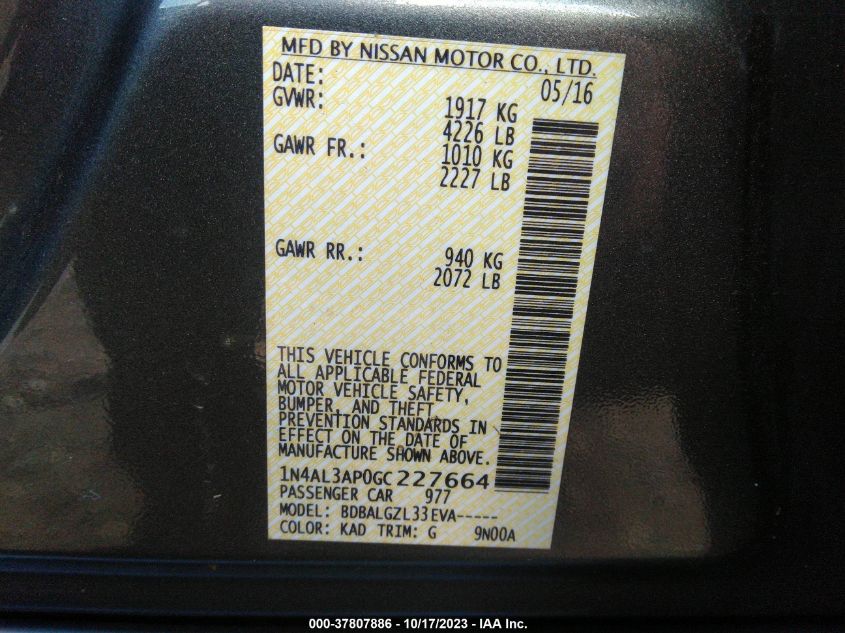 MFD BY NISSAN MOTOR CO., LTD.
DATE: 05/16
GVWR: 1917 KG
4226 LB
GAWR FR.: 1010 KG
2227 LB
GAWR RR.: 940 KG
2072 LB
THIS VEHICLE CONFORMS TO
ALL APPLICABLE FEDERAL
MOTOR VEHICLE SAFETY,
BUMPER, AND THEFT
PREVENTION STANDARDS IN
EFFECT ON THE DATE OF
MANUFACTURE SHOWN ABOVE.
1N4AL3AP0GC227664
PASSENGER CAR 977
MODEL: BDBALGZL33EVA-----
COLOR: KAD TRIM: G 9N00A
000-37807886 - 10/17/2023 - IAA Inc.